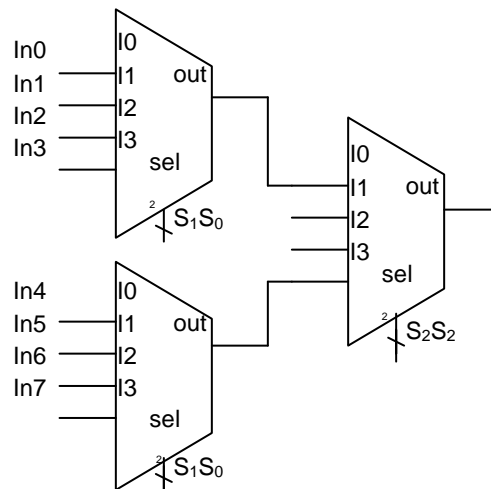 In0
In1
In2
In3
I0
I1
I2
I3
out
sel
2
S₁S₀
In4
In5
In6
In7
I0
I1
I2
I3
out
sel
2
S₁S₀
I0
I1
I2
I3
out
sel
2
S₂S₂